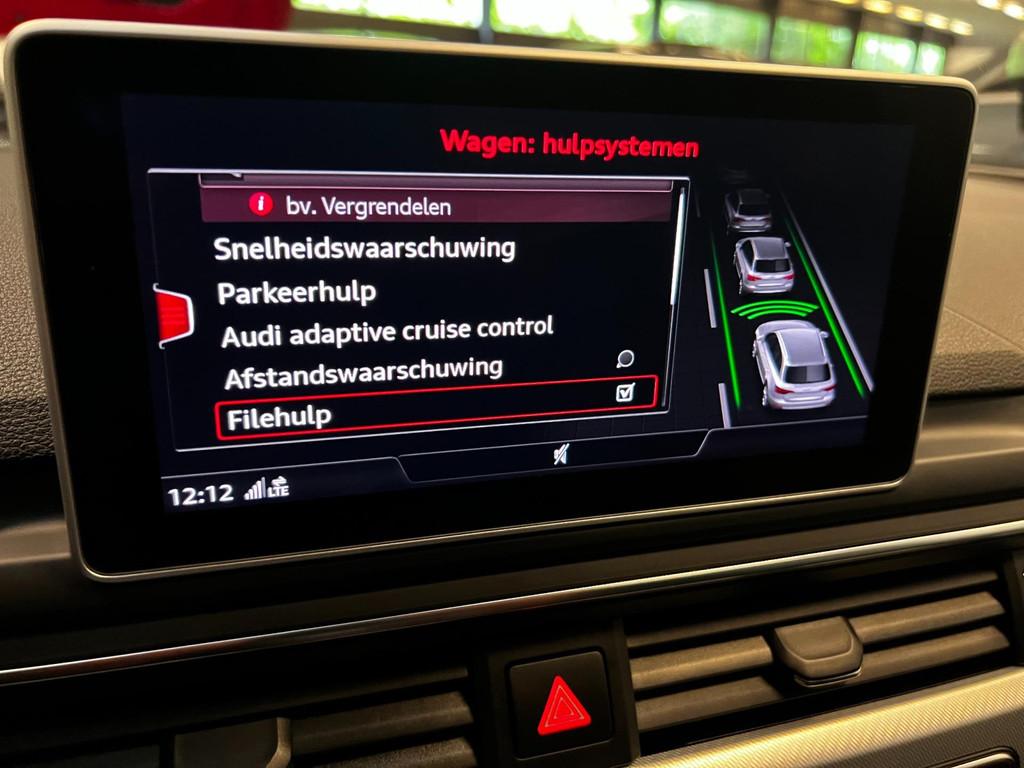 Wagen: hulpsystemen
i bv. Vergrendelen
Snelheidswaarschuwing
Parkeerhulp
Audi adaptive cruise control
Afstandswaarschuwing
Filehulp
12:12 LTE